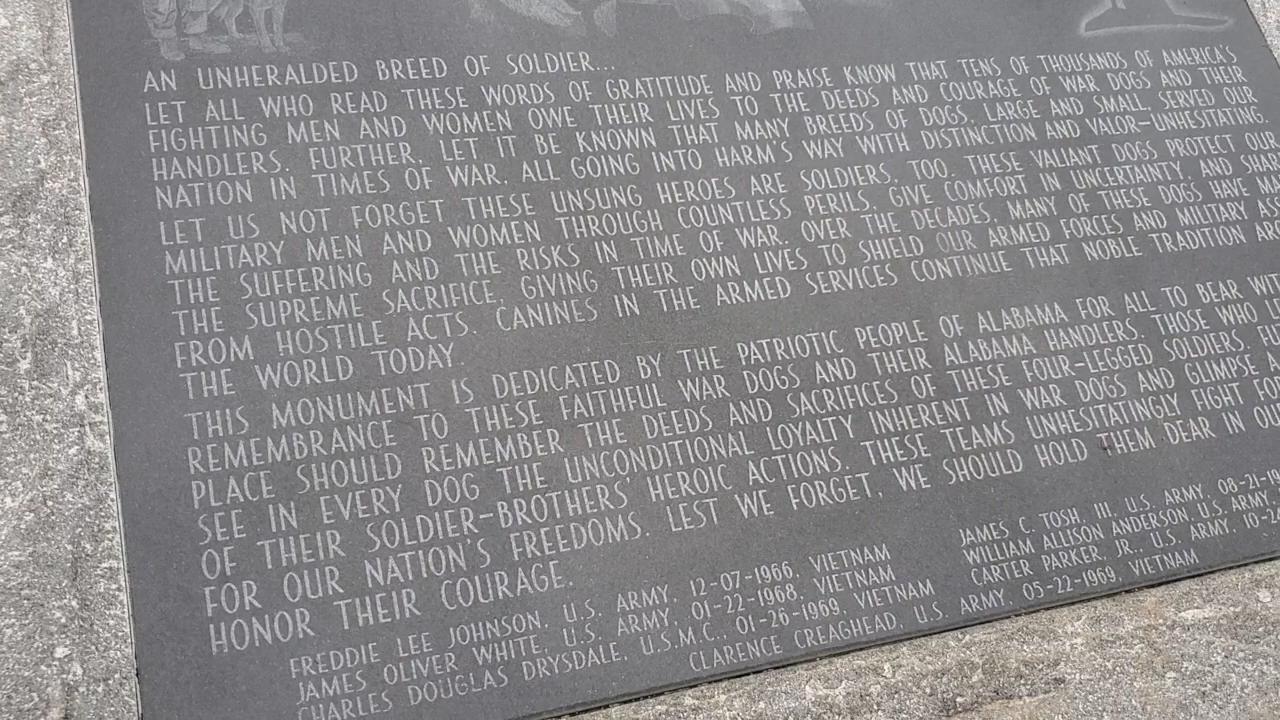 AN UNHERALDED BREED OF SOLDIER...
LET ALL WHO READ THESE WORDS OF GRATITUDE AND PRAISE KNOW THAT TENS OF THOUSANDS OF AMERICA'S
FIGHTING MEN AND WOMEN OWE THEIR LIVES TO THE DEEDS AND COURAGE OF WAR DOGS AND THEIR
HANDLERS. FURTHER, LET IT BE KNOWN THAT MANY BREEDS OF DOGS, LARGE AND SMALL, SERVED OUR
NATION IN TIMES OF WAR, ALL GOING INTO HARM'S WAY WITH DISTINCTION AND VALOR—UNHESITATING.
LET US NOT FORGET THESE UNSUNG HEROES ARE SOLDIERS, TOO. THESE VALIANT DOGS PROTECT OUR
MILITARY MEN AND WOMEN THROUGH COUNTLESS PERILS, GIVE COMFORT IN UNCERTAINTY, AND SHAR
THE SUFFERING AND THE RISKS IN TIME OF WAR. OVER THE DECADES, MANY OF THESE DOGS HAVE MA
THE SUPREME SACRIFICE, GIVING THEIR OWN LIVES TO SHIELD OUR ARMED FORCES AND MILITARY ASS
FROM HOSTILE ACTS. CANINES IN THE ARMED SERVICES CONTINUE THAT NOBLE TRADITION ARO
THE WORLD TODAY.
THIS MONUMENT IS DEDICATED BY THE PATRIOTIC PEOPLE OF ALABAMA FOR ALL TO BEAR WIT
REMEMBRANCE TO THESE FAITHFUL WAR DOGS AND THEIR ALABAMA HANDLERS. THOSE WHO LE
PLACE SHOULD REMEMBER THE DEEDS AND SACRIFICES OF THESE FOUR-LEGGED SOLDIERS, FU
SEE IN EVERY DOG THE UNCONDITIONAL LOYALTY INHERENT IN WAR DOGS AND GLIMPSE A
OF THEIR SOLDIER-BROTHERS' HEROIC ACTIONS. THESE TEAMS UNHESITATINGLY FIGHT FO
FOR OUR NATION'S FREEDOMS. LEST WE FORGET, WE SHOULD HOLD THEM DEAR IN OU
HONOR THEIR COURAGE.
FREDDIE LEE JOHNSON, U.S. ARMY, 12-07-1966, VIETNAM
JAMES OLIVER WHITE, U.S. ARMY, 01-22-1968, VIETNAM
CHARLES DOUGLAS DRYSDALE, U.S.M.C., 01-26-1969, VIETNAM
JAMES C. TOSH, III, U.S. ARMY, 08-21-19
WILLIAM ALLISON ANDERSON, U.S. ARMY,
CARTER PARKER, JR., U.S. ARMY, 10-2
CLARENCE CREAGHEAD, U.S. ARMY, 05-22-1969, VIETNAM